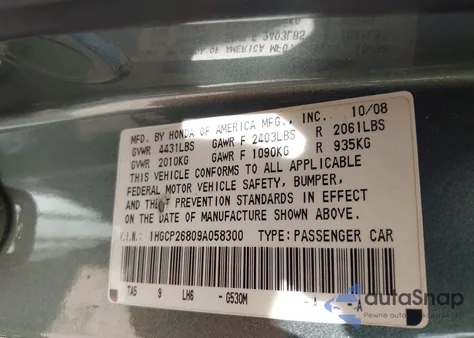 MFD. BY HONDA OF AMERICA MFG., INC. 10/08
GVWR 4431LBS GAWR F 2403LBS R 2061LBS
GVWR 2010KG GAWR F 1090KG R 935KG
THIS VEHICLE CONFORMS TO ALL APPLICABLE
FEDERAL MOTOR VEHICLE SAFETY, BUMPER,
AND THEFT PREVENTION STANDARDS IN EFFECT
ON THE DATE OF MANUFACTURE SHOWN ABOVE.
V.I.N.: 1HGCP26809A058300 TYPE: PASSENGER CAR
TA5 9 LH6 - G530M - A
autoSnap